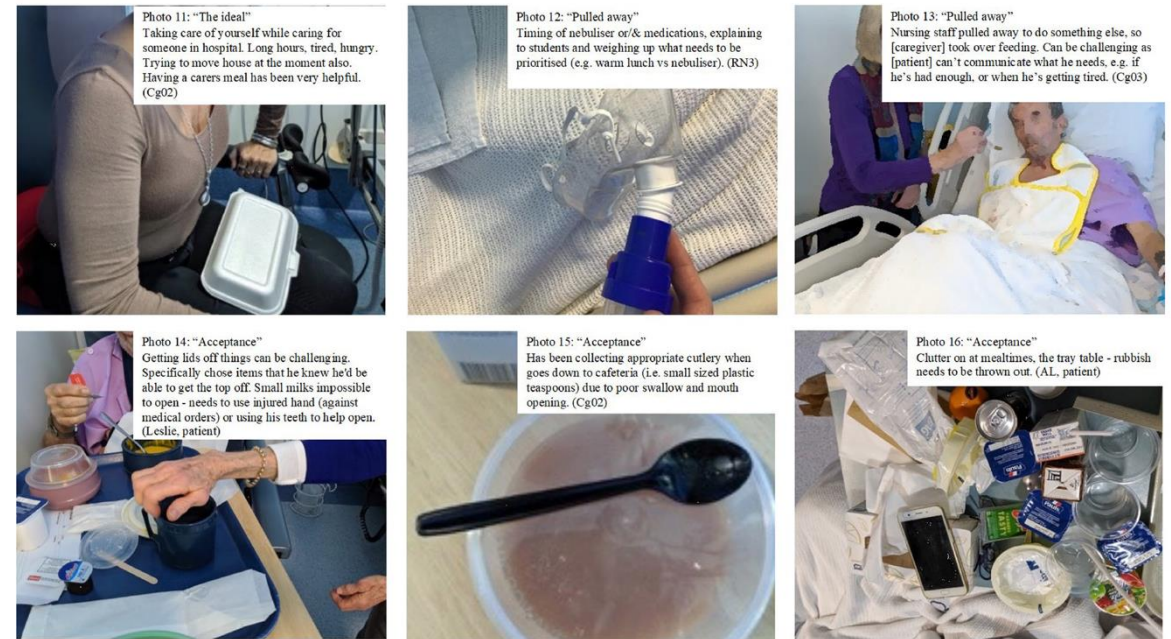 Photo 11: “The ideal”
Taking care of yourself while caring for
someone in hospital. Long hours, tired, hungry.
Trying to move house at the moment also.
Having a carers meal has been very helpful.
(Cg02)
Photo 12: “Pulled away”
Timing of nebuliser or/& medications, explaining
to students and weighing up what needs to be
prioritised (e.g. warm lunch vs nebuliser). (RN3)
Photo 13: “Pulled away”
Nursing staff pulled away to do something else, so
[caregiver] took over feeding. Can be challenging as
[patient] can’t communicate what he needs, e.g. if
he’s had enough, or when he’s getting tired. (Cg03)
Photo 14: “Acceptance”
Getting lids off things can be challenging.
Specifically chose items that he knew he'd be
able to get the top off. Small milks impossible
to open - needs to use injured hand (against
medical orders) or using his teeth to help open.
(Leslie, patient)
Photo 15: “Acceptance”
Has been collecting appropriate cutlery when
goes down to cafeteria (i.e. small sized plastic
teaspoons) due to poor swallow and mouth
opening. (Cg02)
Photo 16: “Acceptance”
Clutter on at mealtimes, the tray table - rubbish
needs to be thrown out. (AL, patient)